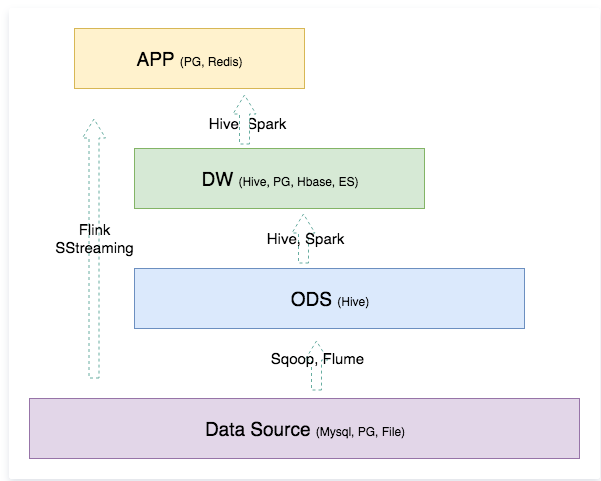 APP (PG, Redis)
Hive, Spark
DW (Hive, PG, Hbase, ES)
Flink
SStreaming
Hive, Spark
ODS (Hive)
Sqoop, Flume
Data Source (Mysql, PG, File)